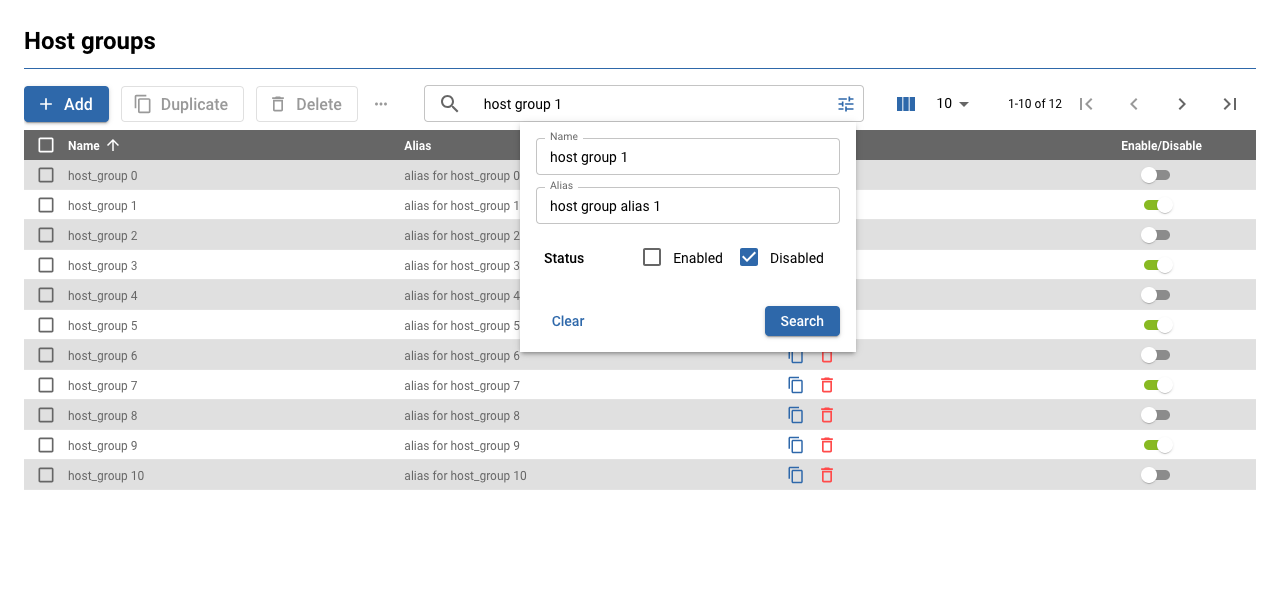 Host groups
Add Duplicate Delete host group 1 10 1-10 of 12
Name Alias Enable/Disable
Name
host group 1
Alias
host group alias 1
Status Enabled Disabled
Clear Search
host_group 0 alias for host_group 0
host_group 1 alias for host_group 1
host_group 2 alias for host_group 2
host_group 3 alias for host_group 3
host_group 4 alias for host_group 4
host_group 5 alias for host_group 5
host_group 6 alias for host_group 6
host_group 7 alias for host_group 7
host_group 8 alias for host_group 8
host_group 9 alias for host_group 9
host_group 10 alias for host_group 10